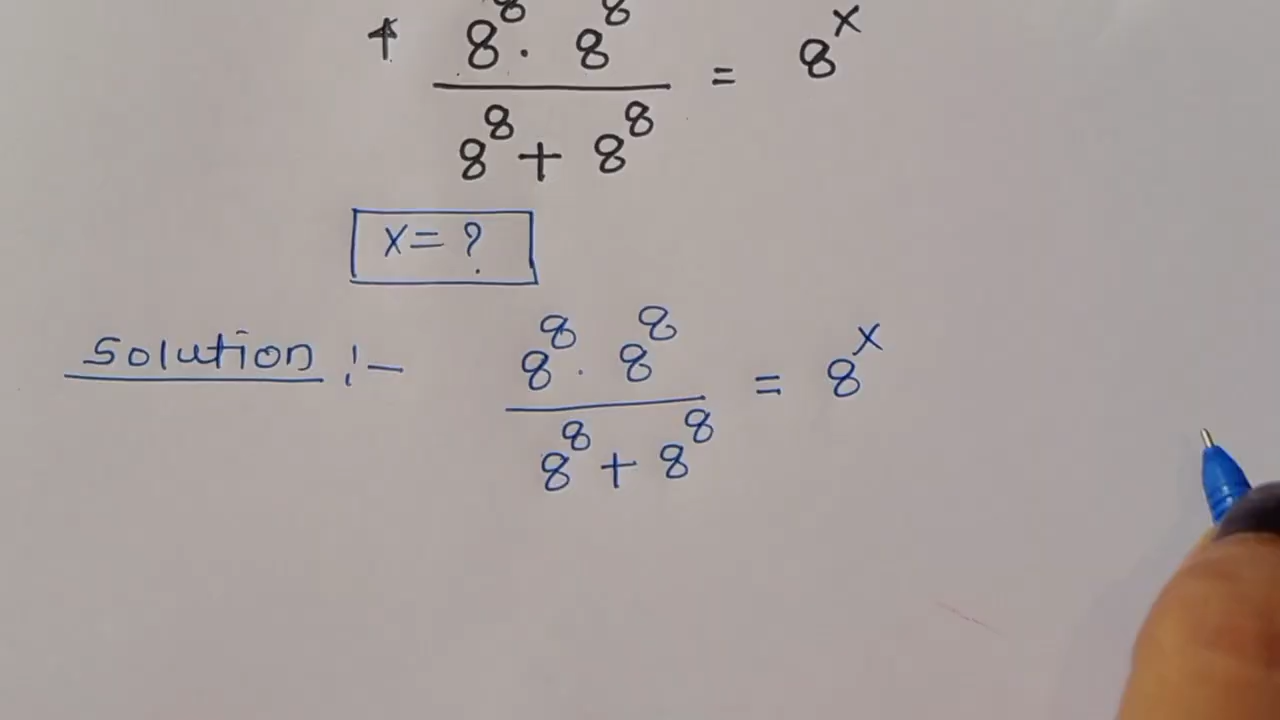 8^8 · 8^8
8^8 + 8^8
= 8^x
x = ?
Solution :-
8^8 · 8^8
8^8 + 8^8
= 8^x